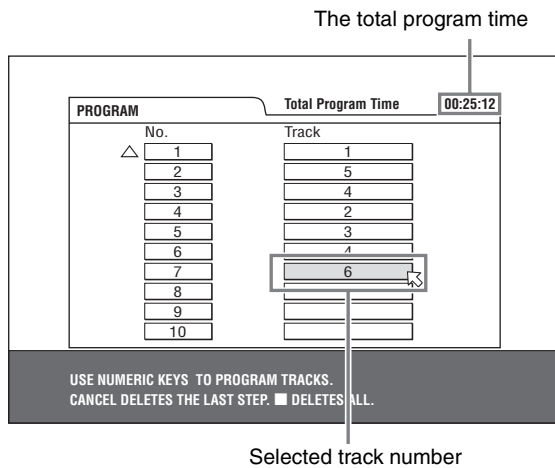 The total program time
PROGRAM Total Program Time 00:25:12
No. Track
1 1
2 5
3 4
4 2
5 3
6 4
7 6
8
9
10
USE NUMERIC KEYS TO PROGRAM TRACKS.
CANCEL DELETES THE LAST STEP. ■ DELETES ALL.
Selected track number